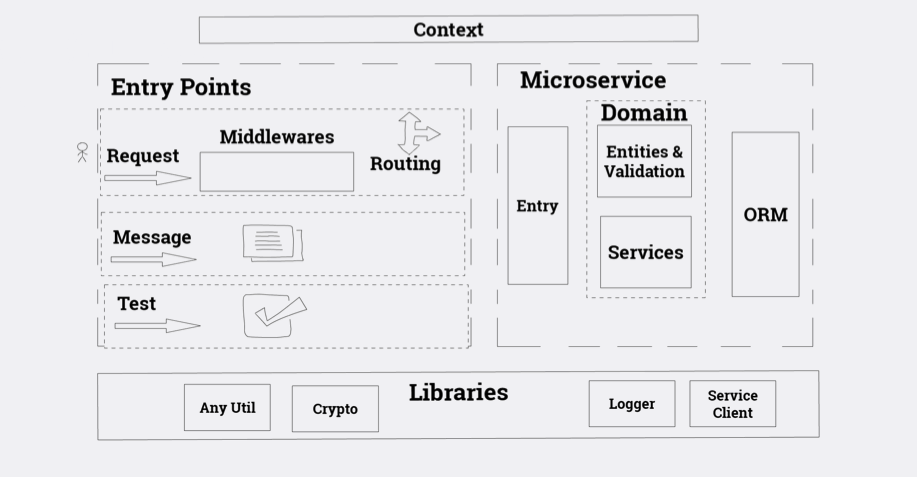 Context
Entry Points
Middlewares
Request
Routing
Message
Test
Microservice
Domain
Entry
Entities &
Validation
Services
ORM
Libraries
Any Util
Crypto
Logger
Service
Client